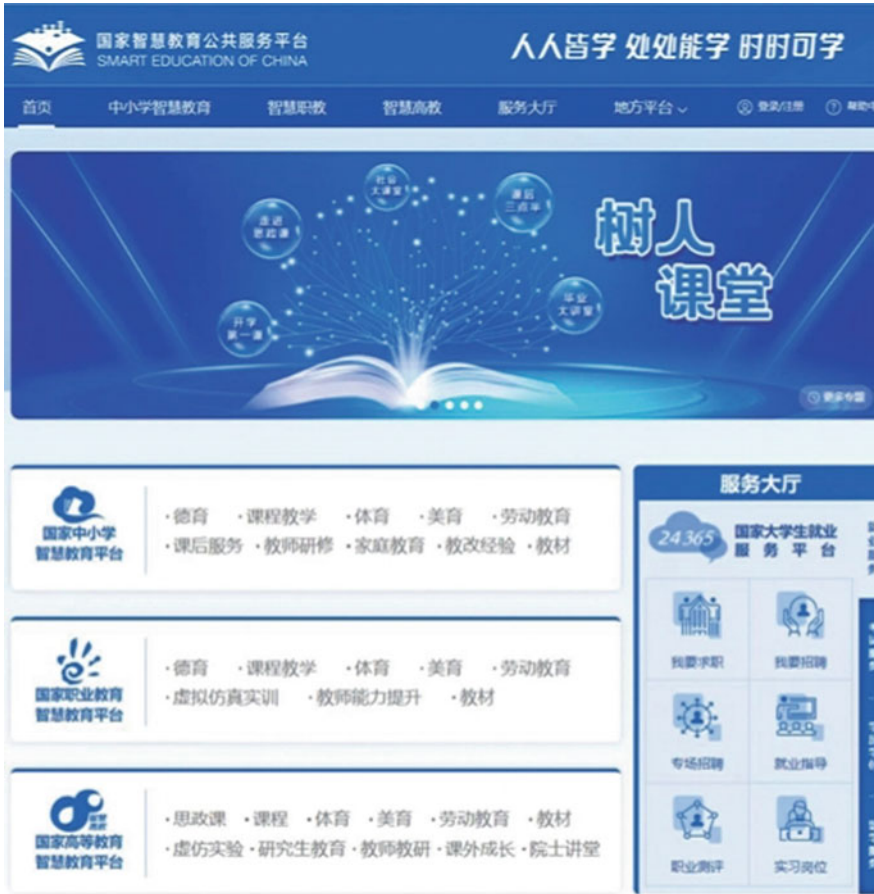 国家智慧教育公共服务平台
SMART EDUCATION OF CHINA
人人皆学 处处能学 时时可学
首页 中小学智慧教育 智慧职教 智慧高教 服务大厅 地方平台 登录/注册 帮助中
社会
大课堂
课后
三点半
走进
思政课
树人
课堂
毕业
大讲堂
开学
第一课
更多专题
国家中小学
智慧教育平台
·德育 ·课程教学 ·体育 ·美育 ·劳动教育
·课后服务 ·教师研修 ·家庭教育 ·教改经验 ·教材
国家职业教育
智慧教育平台
·德育 ·课程教学 ·体育 ·美育 ·劳动教育
·虚拟仿真实训 ·教师能力提升 ·教材
智慧
高教
国家高等教育
智慧教育平台
·思政课 ·课程 ·体育 ·美育 ·劳动教育 ·教材
·虚仿实验 ·研究生教育 ·教师教研 ·课外成长 ·院士讲堂
服务大厅
24365 国家大学生就业
服务平台
我要求职 我要招聘
专场招聘 就业指导
职业测评 实习岗位